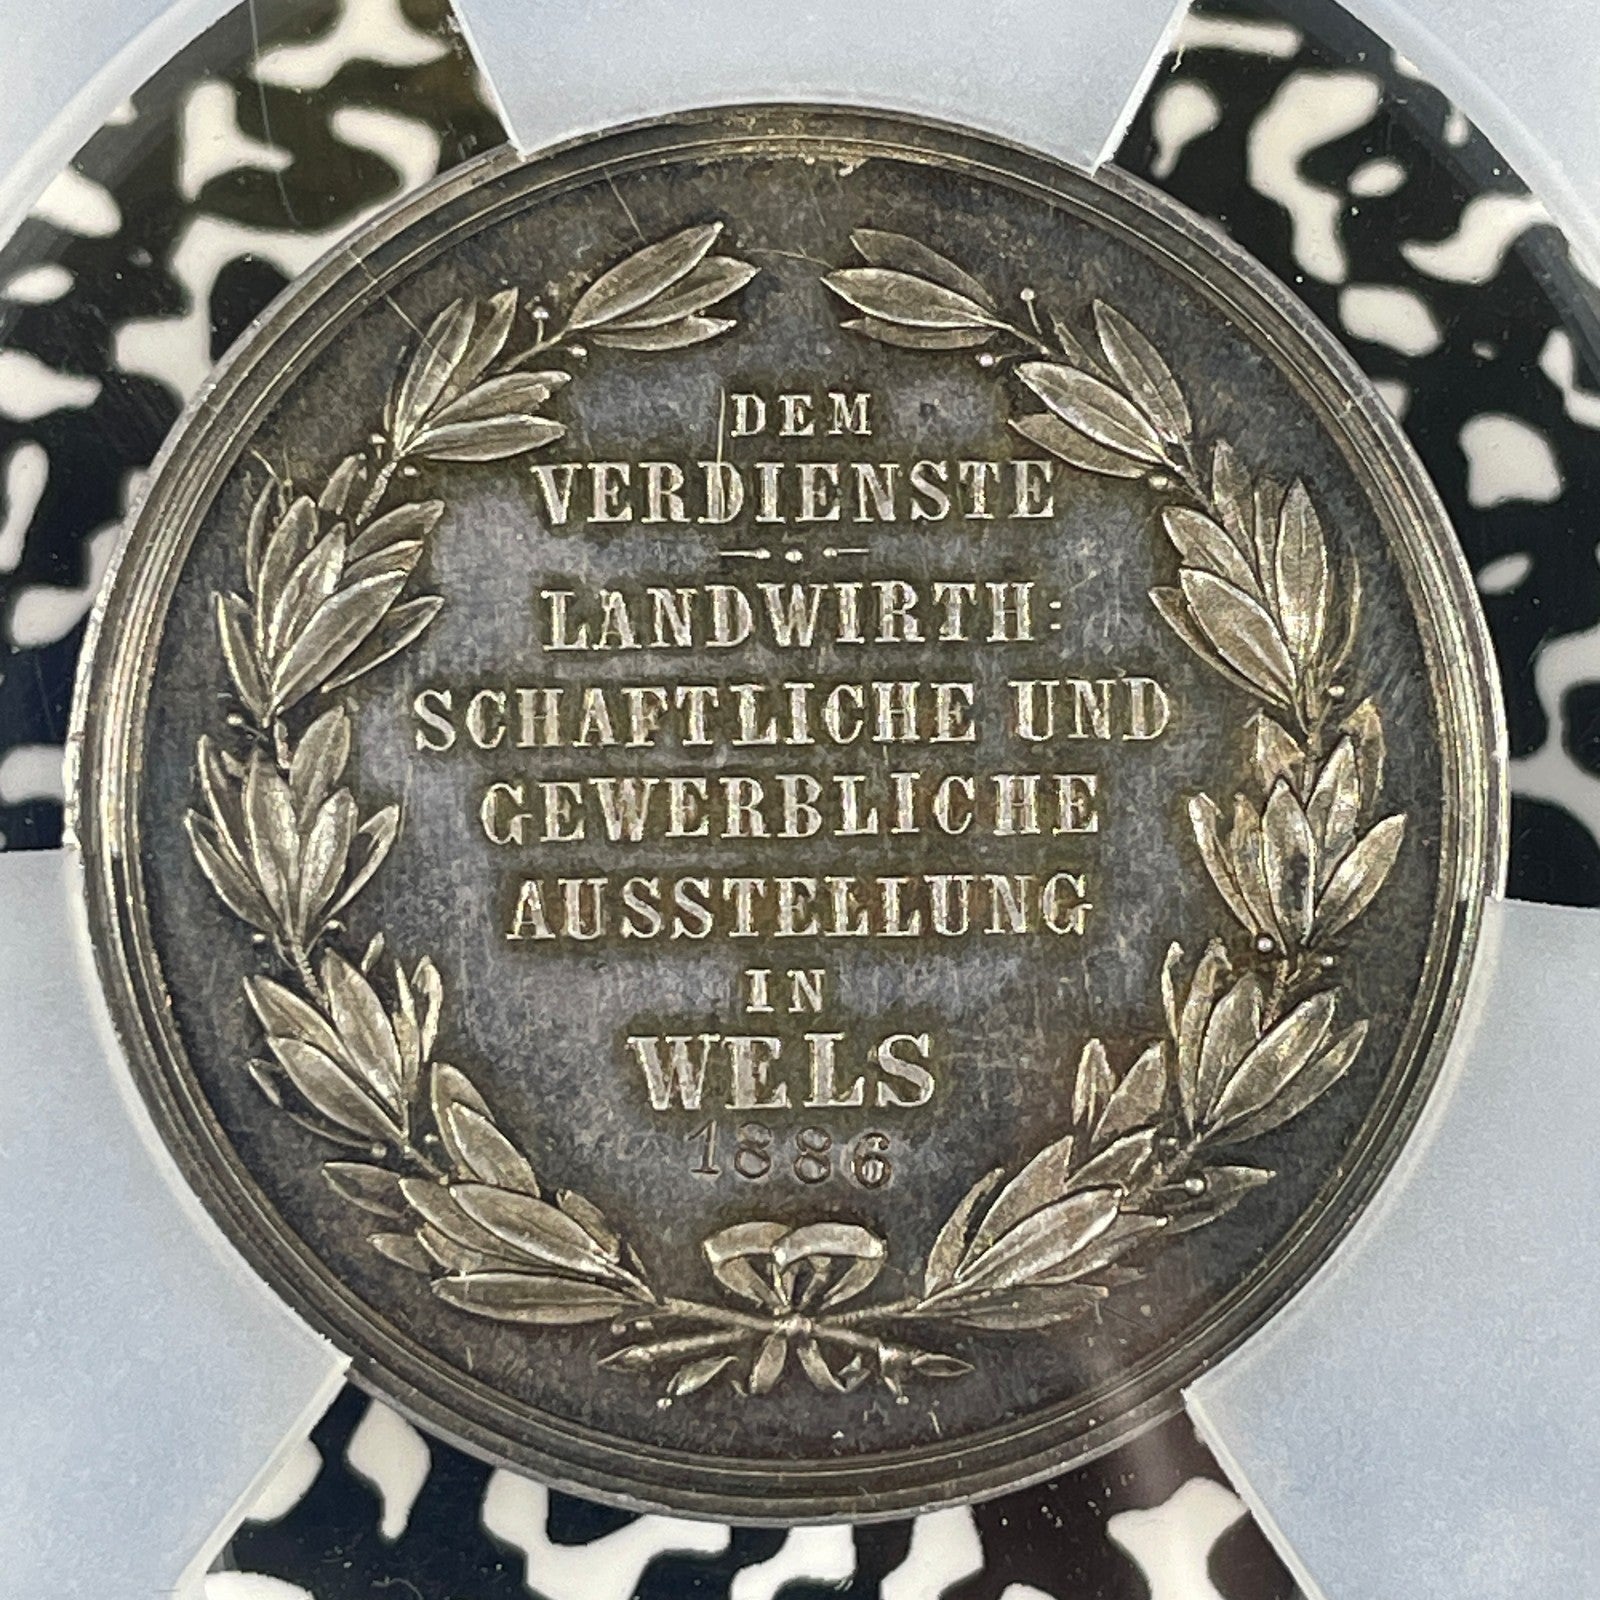 DEM
VERDIENSTE
LANDWIRTH:
SCHAFTLICHE UND
GEWERBLICHE
AUSSTELLUNG
IN
WELS
1886